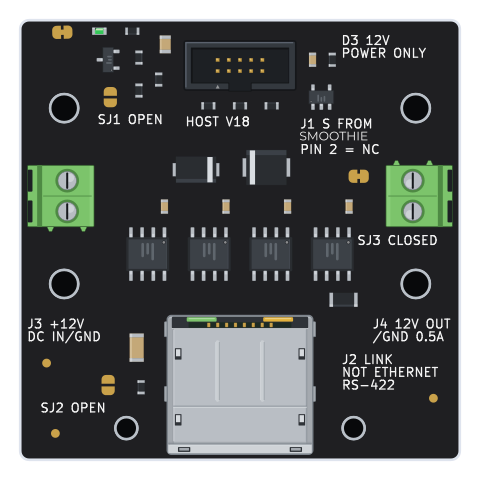 D3 12V
POWER ONLY
SJ1 OPEN
HOST V18
J1 S FROM
SMOOTHIE
PIN 2 = NC
SJ3 CLOSED
J3 +12V
DC IN/GND
J4 12V OUT
/GND 0.5A
J2 LINK
NOT ETHERNET
RS-422
SJ2 OPEN